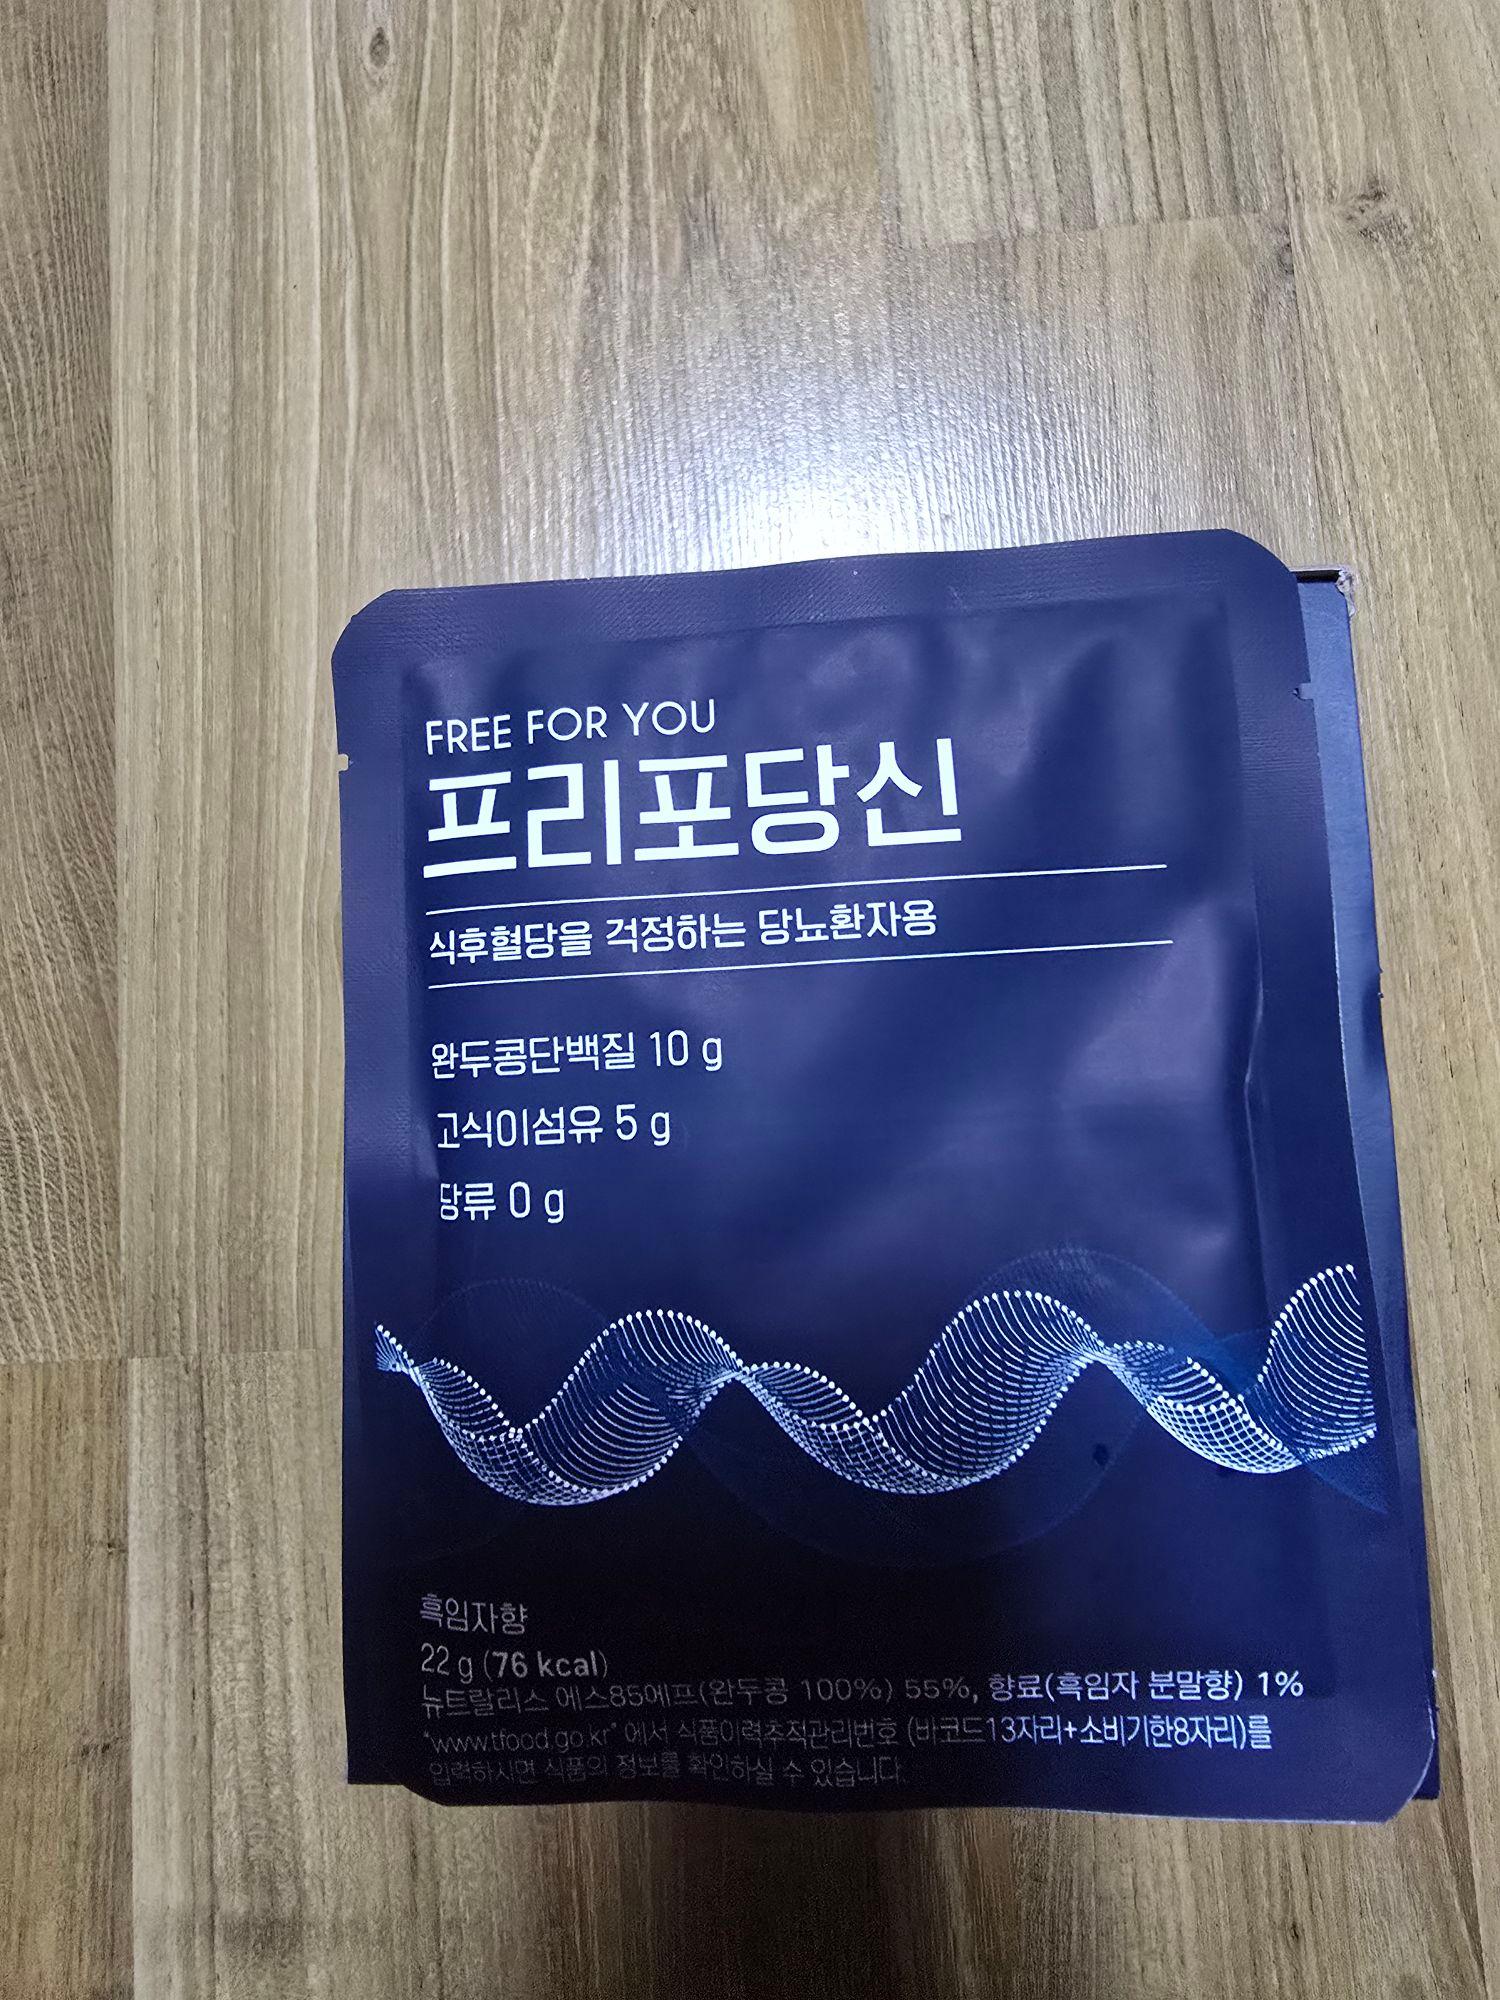 FREE FOR YOU
프리포당신
식후혈당을 걱정하는 당뇨환자용
완두콩단백질 10 g
고식이섬유 5 g
당류 0 g
흑임자향
22 g (76 kcal)
뉴트랄리스 에스85에프(완두콩 100%) 55%, 향료(흑임자 분말향) 1%
"www.tfood.go.kr" 에서 식품이력추적관리번호 (바코드13자리+소비기한8자리)를
입력하시면 식품의 정보를 확인하실 수 있습니다.